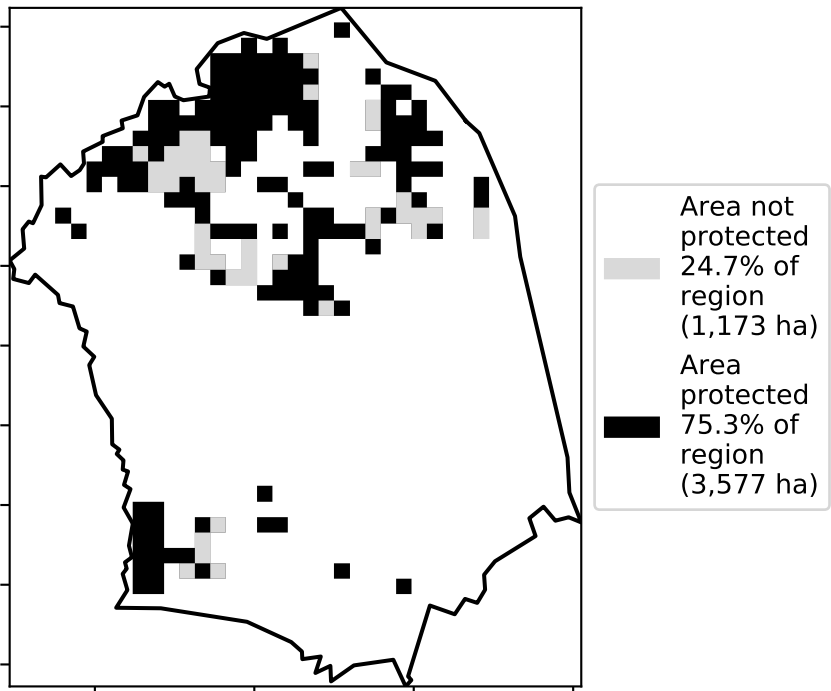 Area not
protected
24.7% of
region
(1,173 ha)
Area
protected
75.3% of
region
(3,577 ha)